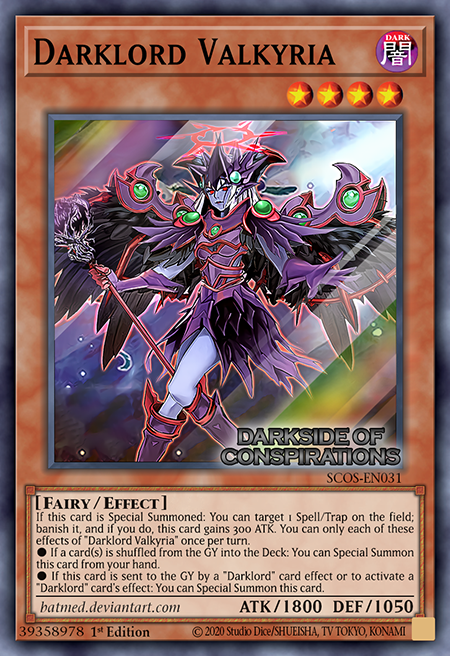 DARKLORD VALKYRIA
DARK
闇
DARKSIDE OF
CONSPIRATIONS
SCOS-EN031
[FAIRY / EFFECT]
If this card is Special Summoned: You can target 1 Spell/Trap on the field;
banish it, and if you do, this card gains 300 ATK. You can only each of these
effects of "Darklord Valkyria" once per turn.
● If a card(s) is shuffled from the GY into the Deck: You can Special Summon
this card from your hand.
● If this card is sent to the GY by a "Darklord" card effect or to activate a
"Darklord" card's effect: You can Special Summon this card.
batmed.deviantart.com ATK/1800 DEF/1050
39358978 1st Edition ©2020 Studio Dice/SHUEISHA, TV TOKYO, KONAMI